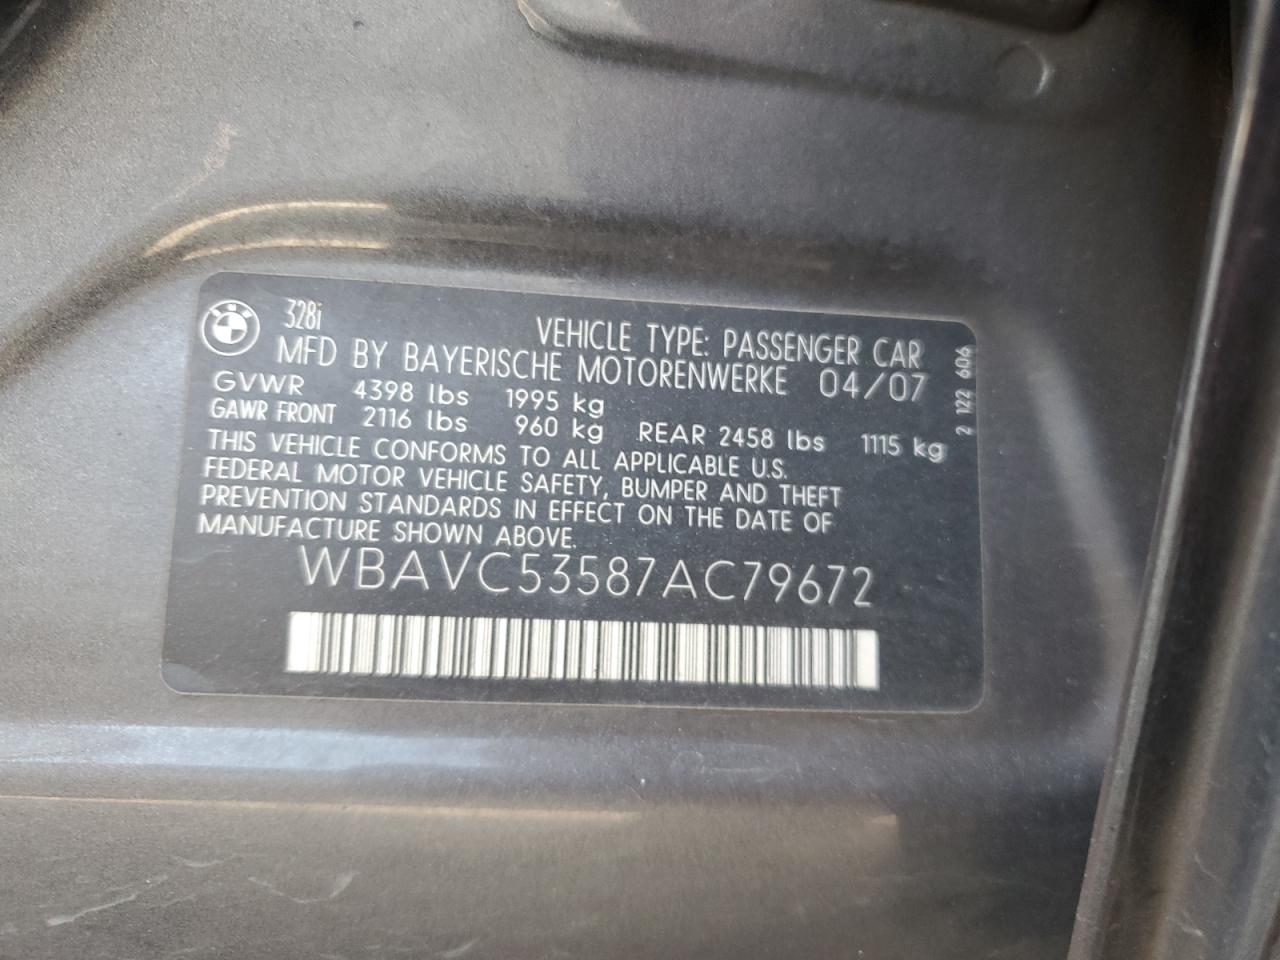 BMW
328i
VEHICLE TYPE: PASSENGER CAR
MFD BY BAYERISCHE MOTORENWERKE 04/07
GVWR 4398 lbs 1995 kg
GAWR FRONT 2116 lbs 960 kg REAR 2458 lbs 1115 kg
THIS VEHICLE CONFORMS TO ALL APPLICABLE U.S.
FEDERAL MOTOR VEHICLE SAFETY, BUMPER AND THEFT
PREVENTION STANDARDS IN EFFECT ON THE DATE OF
MANUFACTURE SHOWN ABOVE.
WBAVC53587AC79672
2 122 606